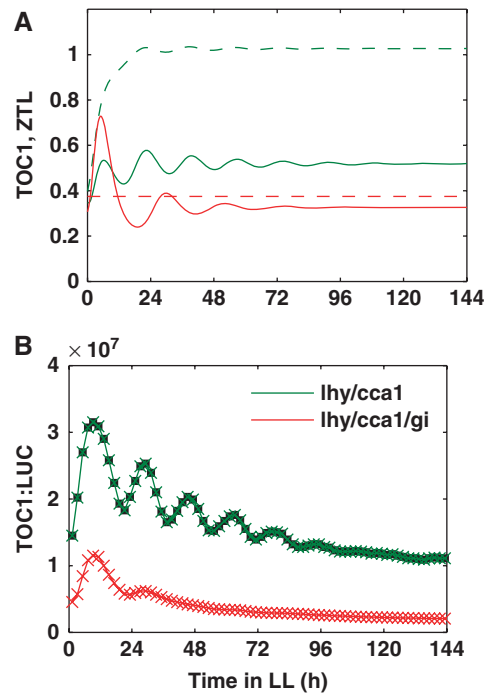 A
TOC1, ZTL
1
0.8
0.6
0.4
0.2
0
0 24 48 72 96 120 144
B
× 10⁷
TOC1:LUC
4
3
2
1
0
lhy/cca1
lhy/cca1/gi
0 24 48 72 96 120 144
Time in LL (h)